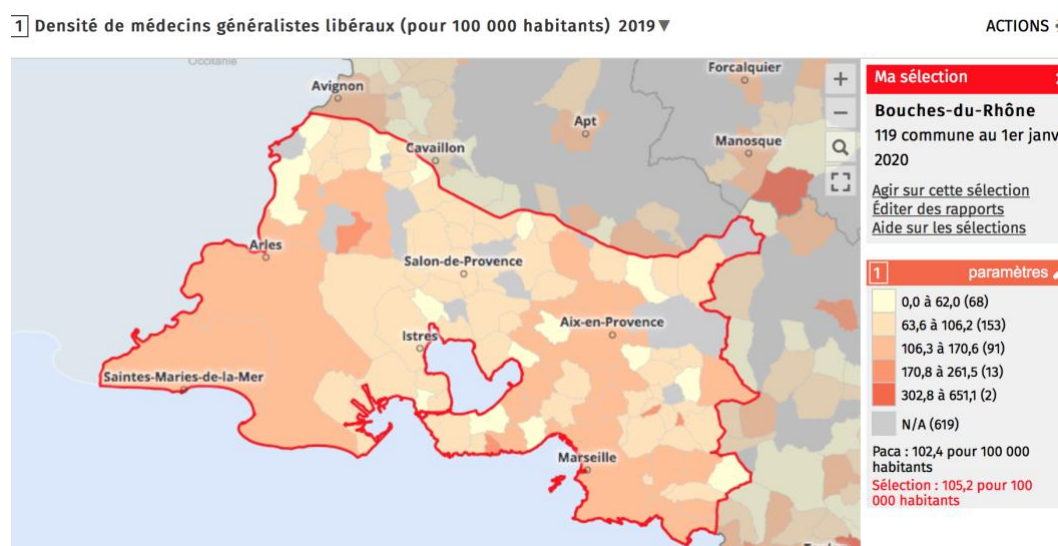 1 Densité de médecins généralistes libéraux (pour 100 000 habitants) 2019▼
ACTIONS
Occitanie
Avignon
Forcalquier
Apt
Cavaillon
Manosque
Arles
Salon-de-Provence
Istres
Aix-en-Provence
Saintes-Maries-de-la-Mer
Marseille
+
−
Ma sélection
Bouches-du-Rhône
119 commune au 1er janv
2020
Agir sur cette sélection
Éditer des rapports
Aide sur les sélections
1 paramètres
0,0 à 62,0 (68)
63,6 à 106,2 (153)
106,3 à 170,6 (91)
170,8 à 261,5 (13)
302,8 à 651,1 (2)
N/A (619)
Paca : 102,4 pour 100 000
habitants
Sélection : 105,2 pour 100
000 habitants